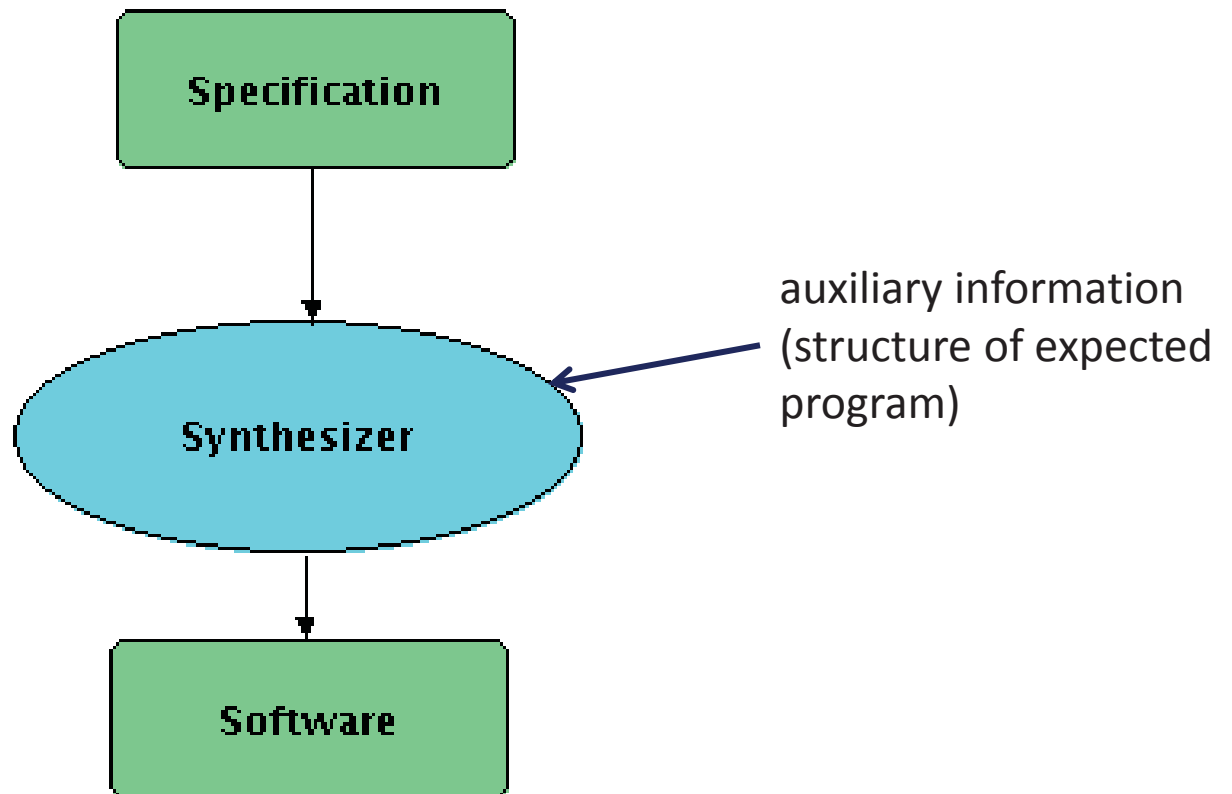 Specification
auxiliary information
(structure of expected
program)
Synthesizer
Software